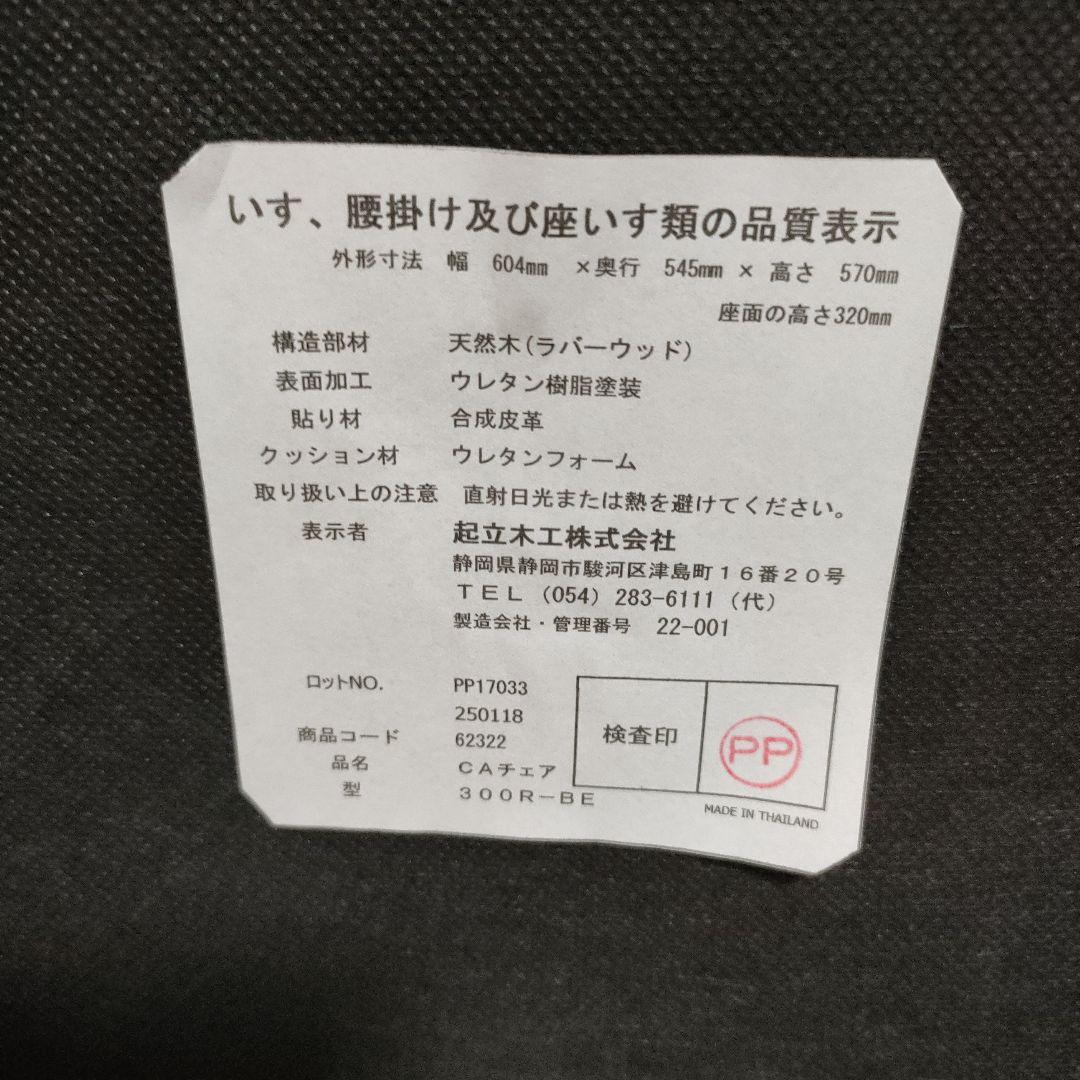 いす、腰掛け及び座いす類の品質表示
外形寸法 幅 604mm ×奥行 545mm × 高さ 570mm
座面の高さ320mm
構造部材 天然木(ラバーウッド)
表面加工 ウレタン樹脂塗装
貼り材 合成皮革
クッション材 ウレタンフォーム
取り扱い上の注意 直射日光または熱を避けてください。
表示者 起立木工株式会社
静岡県静岡市駿河区津島町16番20号
TEL (054) 283-6111 (代)
製造会社・管理番号 22-001
ロットNO. PP17033
250118
商品コード 62322
品名 CAチェア
型 300R-BE
検査印 PP
MADE IN THAILAND